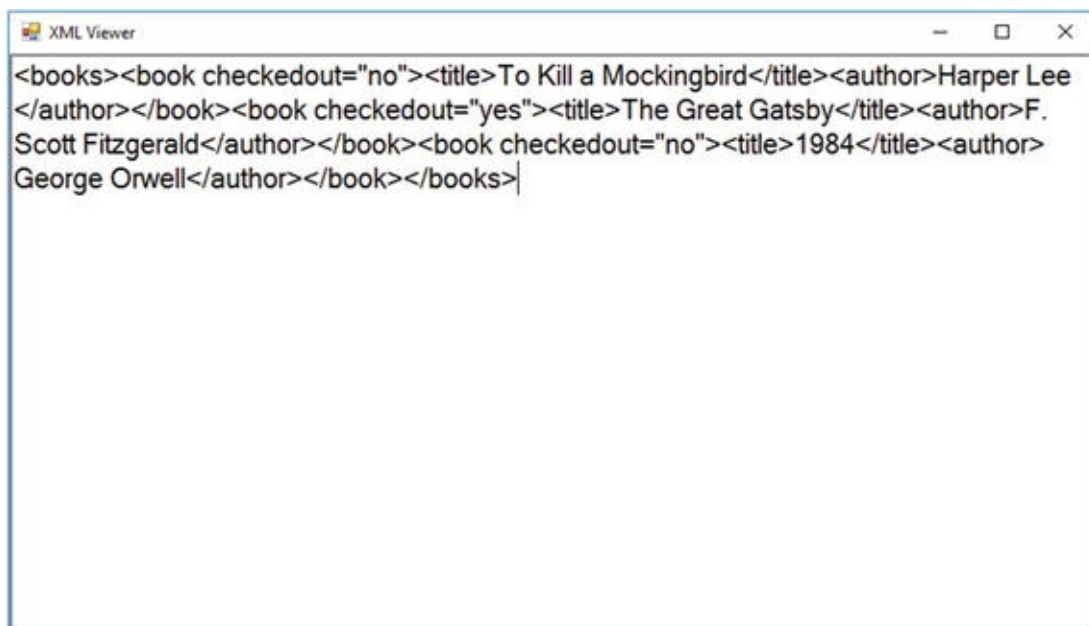 XML Viewer
<books><book checkedout="no"><title>To Kill a Mockingbird</title><author>Harper Lee
</author></book><book checkedout="yes"><title>The Great Gatsby</title><author>F.
Scott Fitzgerald</author></book><book checkedout="no"><title>1984</title><author>
George Orwell</author></book></books>